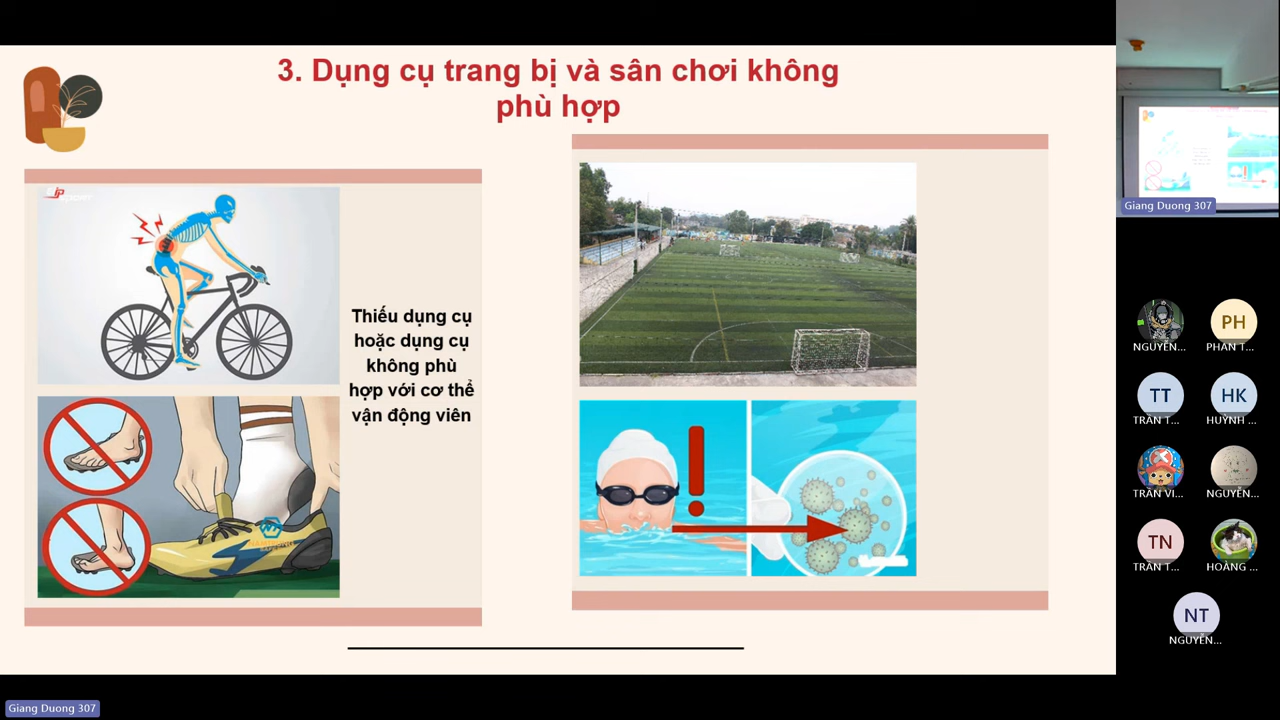 3. Dụng cụ trang bị và sân chơi không
phù hợp
Thiếu dụng cụ
hoặc dụng cụ
không phù
hợp với cơ thể
vận động viên
Giang Duong 307
NGUYỄN...
PH
PHAN T...
TT
TRẦN T...
HK
HUỲNH ...
TRẦN VI...
NGUYỄN...
TN
TRẦN T...
HOÀNG ...
NT
NGUYỄN...
Giang Duong 307